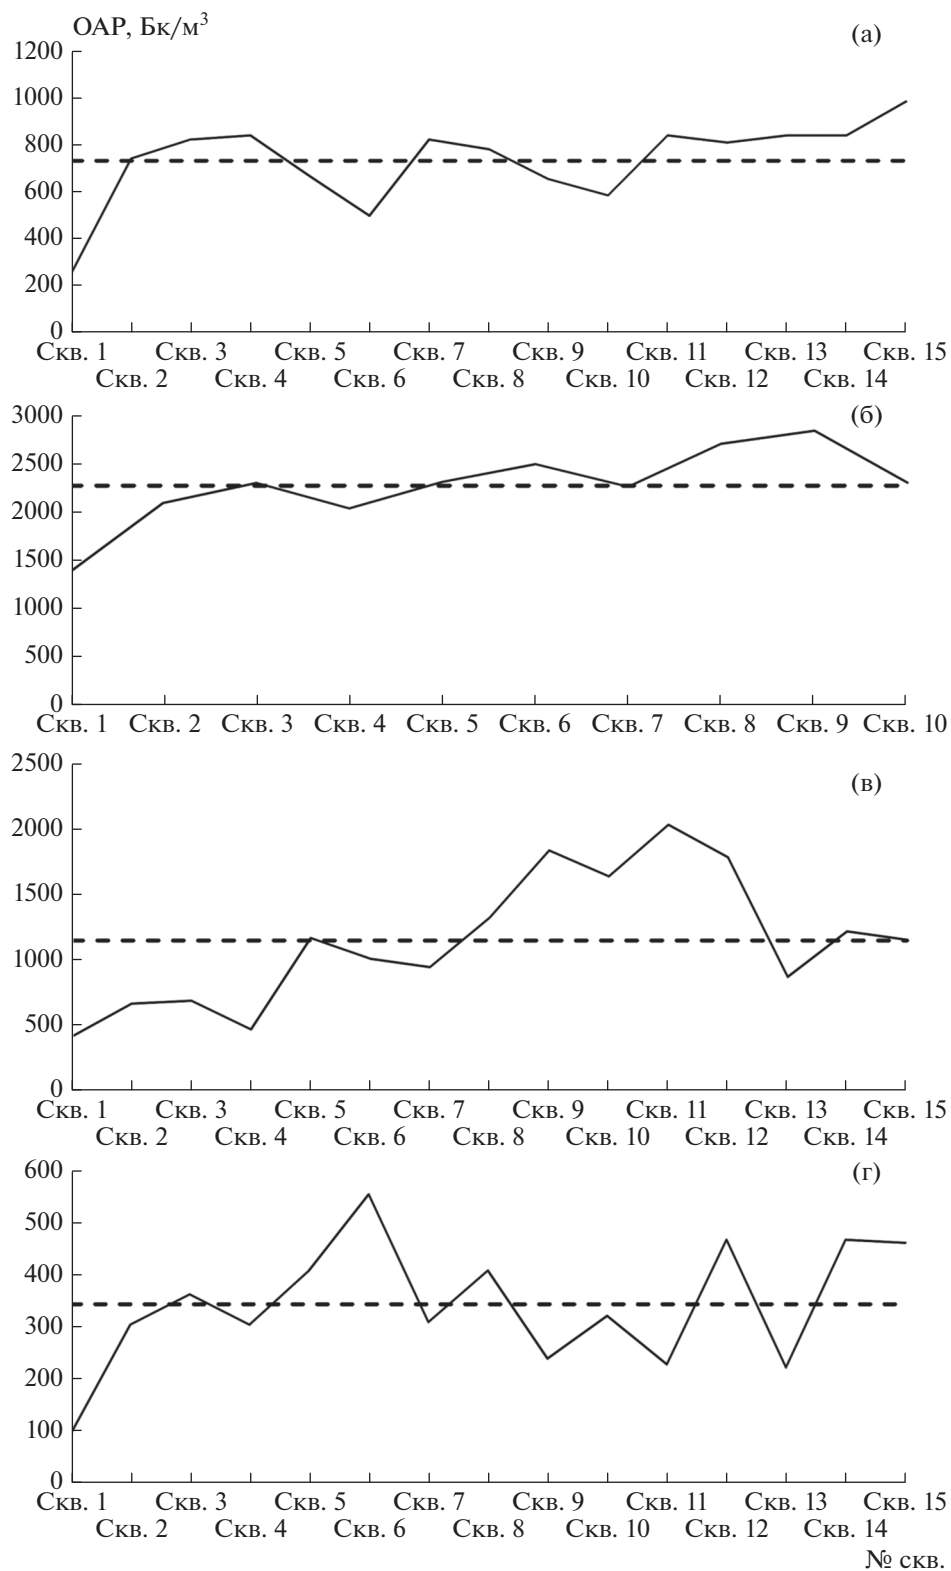 ОАР, Бк/м³
(а)
1200
1000
800
600
400
200
0
Скв. 1 Скв. 3 Скв. 5 Скв. 7 Скв. 9 Скв. 11 Скв. 13 Скв. 15
Скв. 2 Скв. 4 Скв. 6 Скв. 8 Скв. 10 Скв. 12 Скв. 14
(б)
3000
2500
2000
1500
1000
500
0
Скв. 1 Скв. 2 Скв. 3 Скв. 4 Скв. 5 Скв. 6 Скв. 7 Скв. 8 Скв. 9 Скв. 10
2500
(в)
2000
1500
1000
500
0
Скв. 1 Скв. 3 Скв. 5 Скв. 7 Скв. 9 Скв. 11 Скв. 13 Скв. 15
Скв. 2 Скв. 4 Скв. 6 Скв. 8 Скв. 10 Скв. 12 Скв. 14
600
(г)
500
400
300
200
100
0
Скв. 1 Скв. 3 Скв. 5 Скв. 7 Скв. 9 Скв. 11 Скв. 13 Скв. 15
Скв. 2 Скв. 4 Скв. 6 Скв. 8 Скв. 10 Скв. 12 Скв. 14
№ скв.